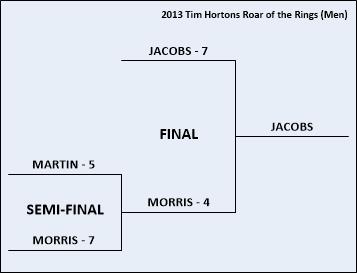 2013 Tim Hortons Roar of the Rings (Men)
JACOBS - 7
JACOBS
FINAL
MARTIN - 5
MORRIS - 4
SEMI-FINAL
MORRIS - 7